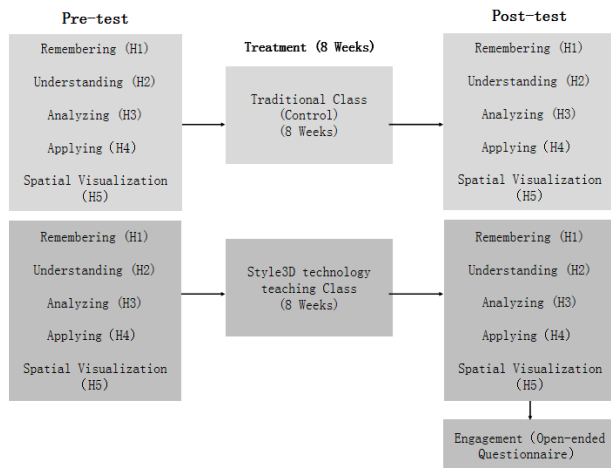 Pre-test
Post-test
Treatment (8 Weeks)
Remembering (H1)
Understanding (H2)
Analyzing (H3)
Applying (H4)
Spatial Visualization
(H5)
Traditional Class
(Control)
(8 Weeks)
Remembering (H1)
Understanding (H2)
Analyzing (H3)
Applying (H4)
Spatial Visualization
(H5)
Remembering (H1)
Understanding (H2)
Analyzing (H3)
Applying (H4)
Spatial Visualization
(H5)
Style3D technology
teaching Class
(8 Weeks)
Remembering (H1)
Understanding (H2)
Analyzing (H3)
Applying (H4)
Spatial Visualization
(H5)
Engagement (Open-ended
Questionnaire)